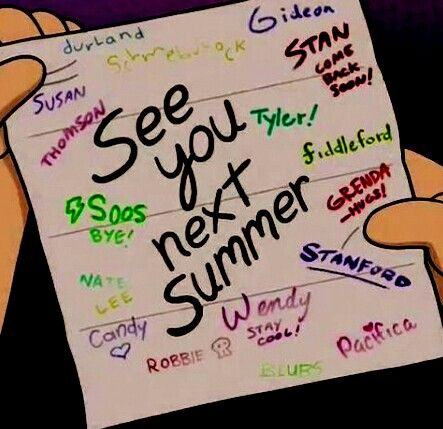 durland
Gideon
Schmebulock
STAN
COME
BACK
SOON!
SUSAN
THOMSON
See
you
next
summer
Tyler!
fiddleford
GRENDA
-HUGS!
SOOS
BYE!
STANFORD
NATE
LEE
Wendy
STAY
COOL!
Candy
ROBBIE
Pacifica
BLUBS